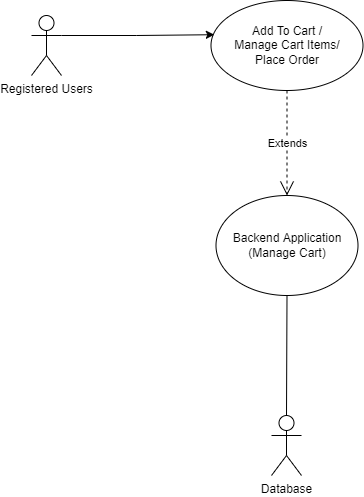 Add To Cart /
Manage Cart Items/
Place Order
Registered Users
Extends
Backend Application
(Manage Cart)
Database